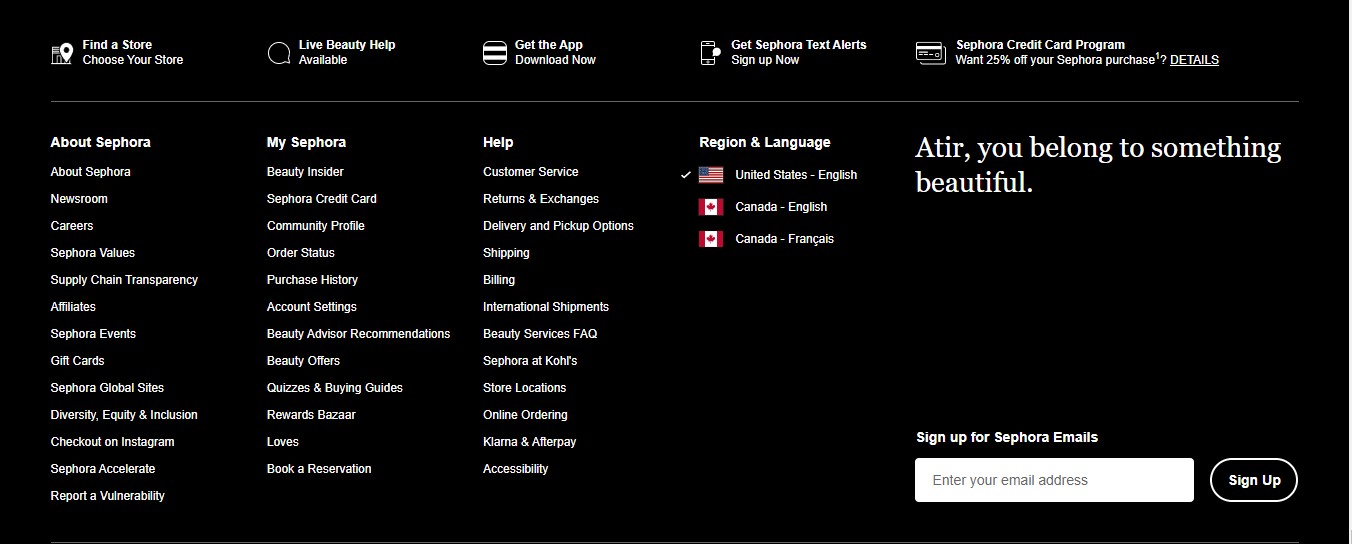 Find a Store
Choose Your Store
Live Beauty Help
Available
Get the App
Download Now
Get Sephora Text Alerts
Sign up Now
Sephora Credit Card Program
Want 25% off your Sephora purchase¹? DETAILS
About Sephora
About Sephora
Newsroom
Careers
Sephora Values
Supply Chain Transparency
Affiliates
Sephora Events
Gift Cards
Sephora Global Sites
Diversity, Equity & Inclusion
Checkout on Instagram
Sephora Accelerate
Report a Vulnerability
My Sephora
Beauty Insider
Sephora Credit Card
Community Profile
Order Status
Purchase History
Account Settings
Beauty Advisor Recommendations
Beauty Offers
Quizzes & Buying Guides
Rewards Bazaar
Loves
Book a Reservation
Help
Customer Service
Returns & Exchanges
Delivery and Pickup Options
Shipping
Billing
International Shipments
Beauty Services FAQ
Sephora at Kohl's
Store Locations
Online Ordering
Klarna & Afterpay
Accessibility
Region & Language
United States - English
Canada - English
Canada - Français
Atir, you belong to something
beautiful.
Sign up for Sephora Emails
Enter your email address
Sign Up